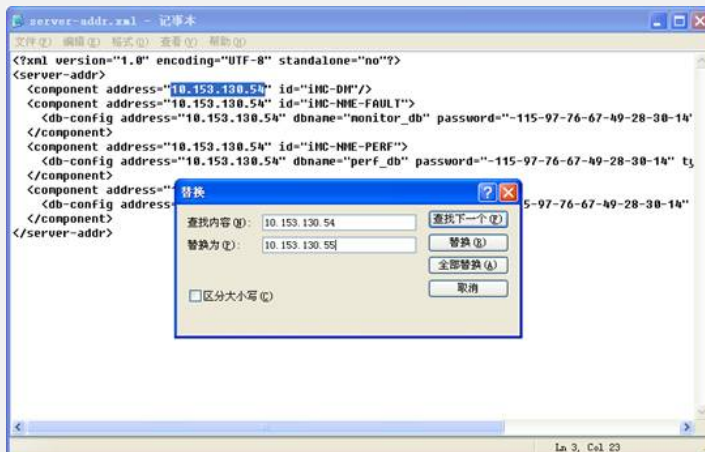 server-addr.xml - 记事本
文件(F) 编辑(E) 格式(O) 查看(V) 帮助(H)
<?xml version="1.0" encoding="UTF-8" standalone="no"?>
<server-addr>
<component address="10.153.130.54" id="iMC-DM"/>
<component address="10.153.130.54" id="iMC-NME-FAULT">
<db-config address="10.153.130.54" dbname="monitor_db" password="-115-97-76-67-49-28-30-14"
</component>
<component address="10.153.130.54" id="iMC-NME-PERF">
<db-config address="10.153.130.54" dbname="perf_db" password="-115-97-76-67-49-28-30-14" ty
</component>
<component address="
<db-config address= 5-97-76-67-49-28-30-14"
</component>
</server-addr>
替换
查找内容(N): 10.153.130.54 查找下一个(F)
替换为(P): 10.153.130.55 替换(R)
全部替换(A)
区分大小写(C) 取消
Ln 3, Col 23